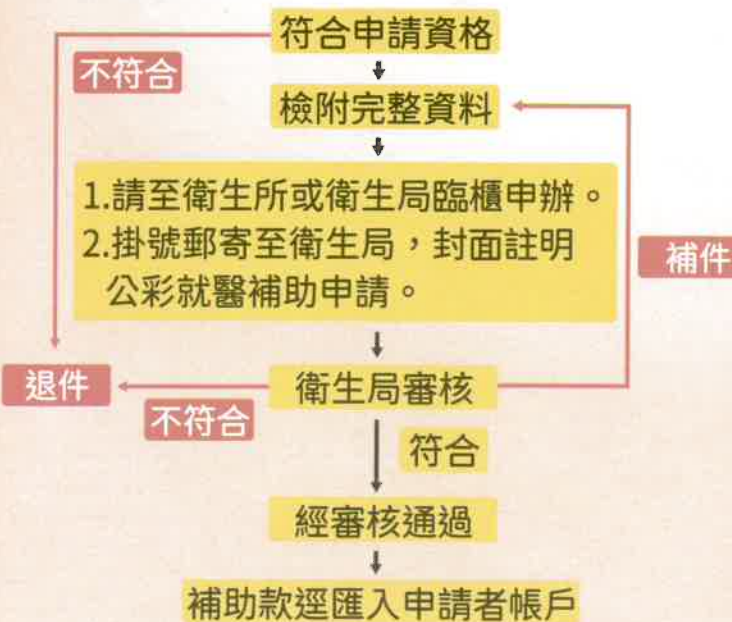 符合申請資格
不符合
檢附完整資料
1.請至衛生所或衛生局臨櫃申辦。
2.掛號郵寄至衛生局，封面註明
公彩就醫補助申請。
補件
退件
衛生局審核
不符合
符合
經審核通過
補助款逕匯入申請者帳戶